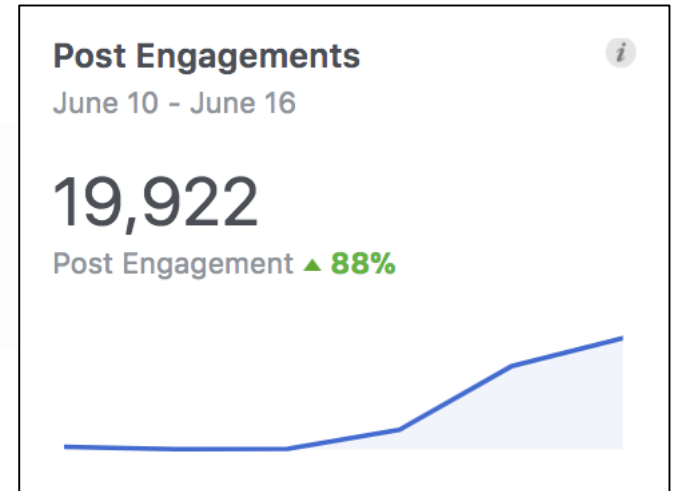 Post Engagements
i
June 10 - June 16
19,922
Post Engagement ▲ 88%